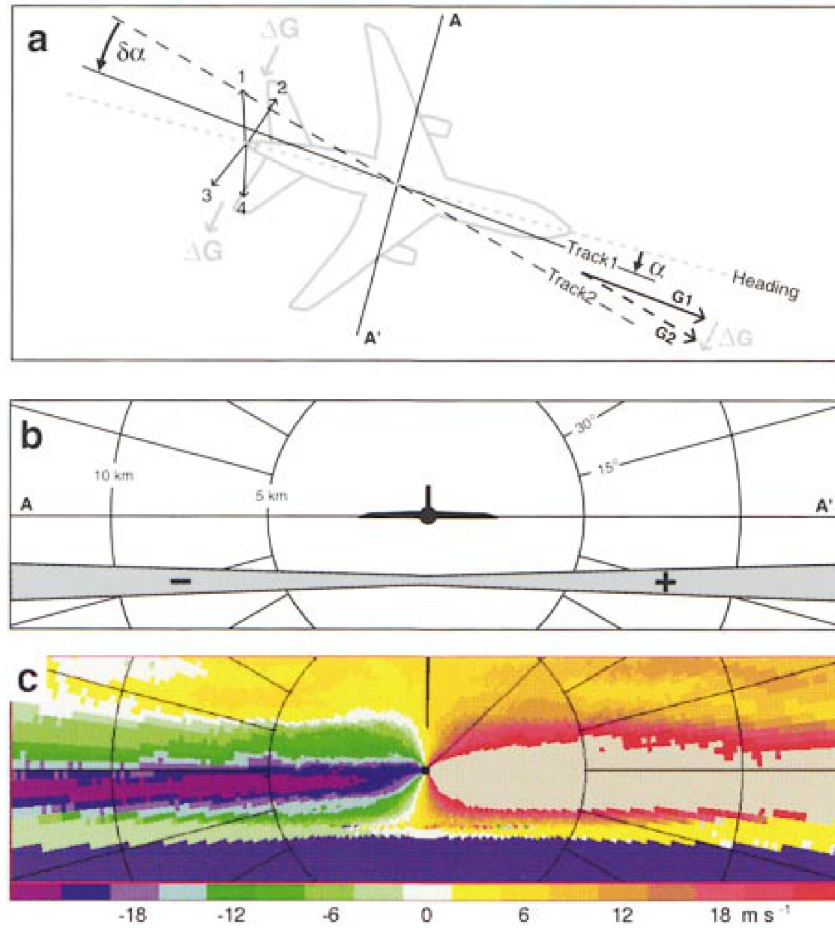 a
A
ΔG
δα
1
2
3
4
ΔG
Track1
α
Heading
Track2
G1
G2
ΔG
A'
b
30°
15°
10 km
5 km
A
A'
−
+
c
-18 -12 -6 0 6 12 18 m s⁻¹